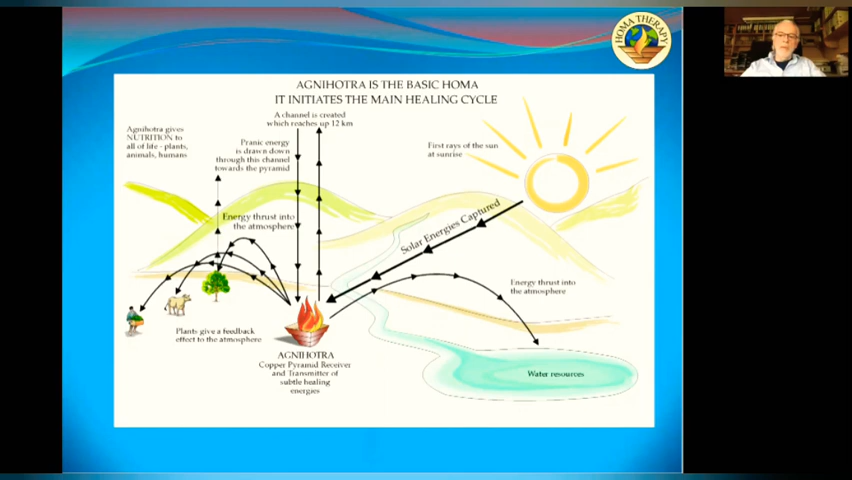 HOMA THERAPY
AGNIHOTRA IS THE BASIC HOMA
IT INITIATES THE MAIN HEALING CYCLE
A channel is created
which reaches up 12 km
Agnihotra gives
NUTRITION to
all of life - plants,
animals, humans
Pranic energy
is drawn down
through this channel
towards the pyramid
First rays of the sun
at sunrise
Energy thrust into
the atmosphere
Solar Energies Captured
Energy thrust into
the atmosphere
Plants give a feedback
effect to the atmosphere
AGNIHOTRA
Copper Pyramid Receiver
and Transmitter of
subtle healing
energies
Water resources